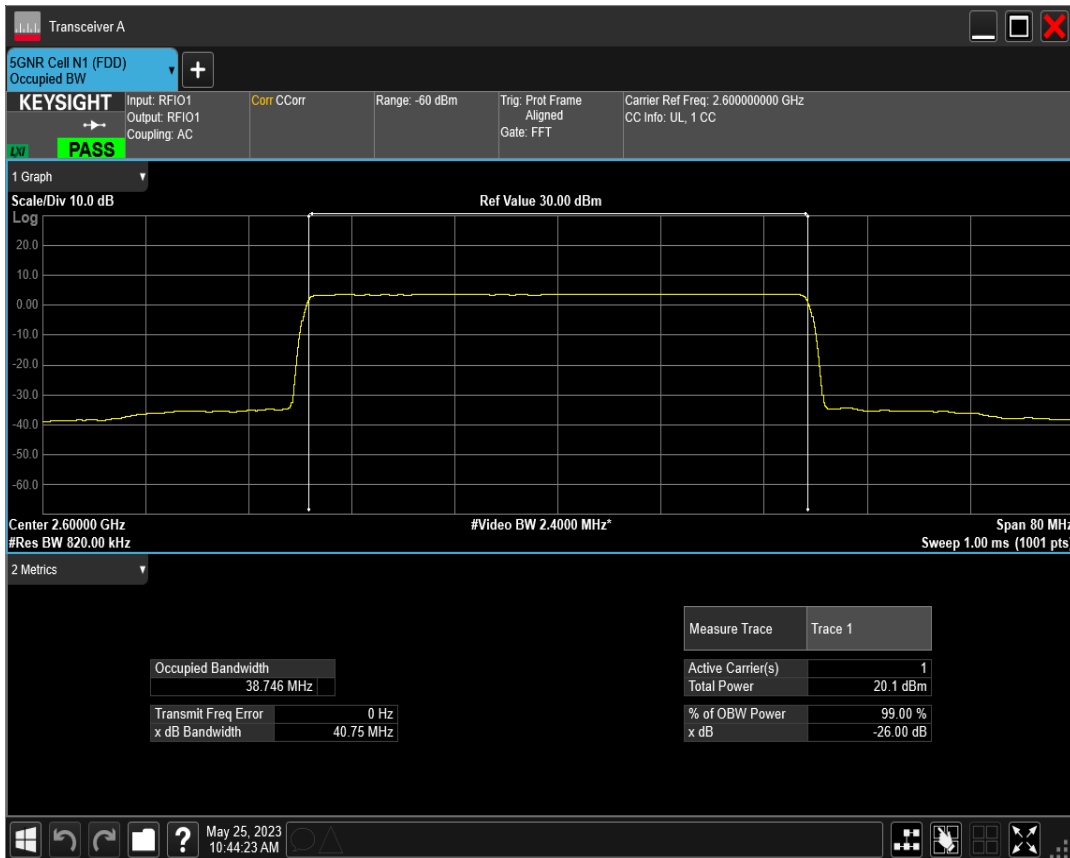 Transceiver A
5GNR Cell N1 (FDD)
Occupied BW
+
KEYSIGHT
LXI
PASS
Input: RFIO1
Output: RFIO1
Coupling: AC
Corr CCorr
Range: -60 dBm
Trig: Prot Frame
Aligned
Gate: FFT
Carrier Ref Freq: 2.600000000 GHz
CC Info: UL, 1 CC
1 Graph
Scale/Div 10.0 dB
Ref Value 30.00 dBm
Log
20.0
10.0
0.00
-10.0
-20.0
-30.0
-40.0
-50.0
-60.0
Center 2.60000 GHz
#Video BW 2.4000 MHz*
Span 80 MHz
#Res BW 820.00 kHz
Sweep 1.00 ms (1001 pts)
2 Metrics
Measure Trace Trace 1
Occupied Bandwidth
38.746 MHz
Active Carrier(s) 1
Total Power 20.1 dBm
Transmit Freq Error 0 Hz
x dB Bandwidth 40.75 MHz
% of OBW Power 99.00 %
x dB -26.00 dB
?
May 25, 2023
10:44:23 AM